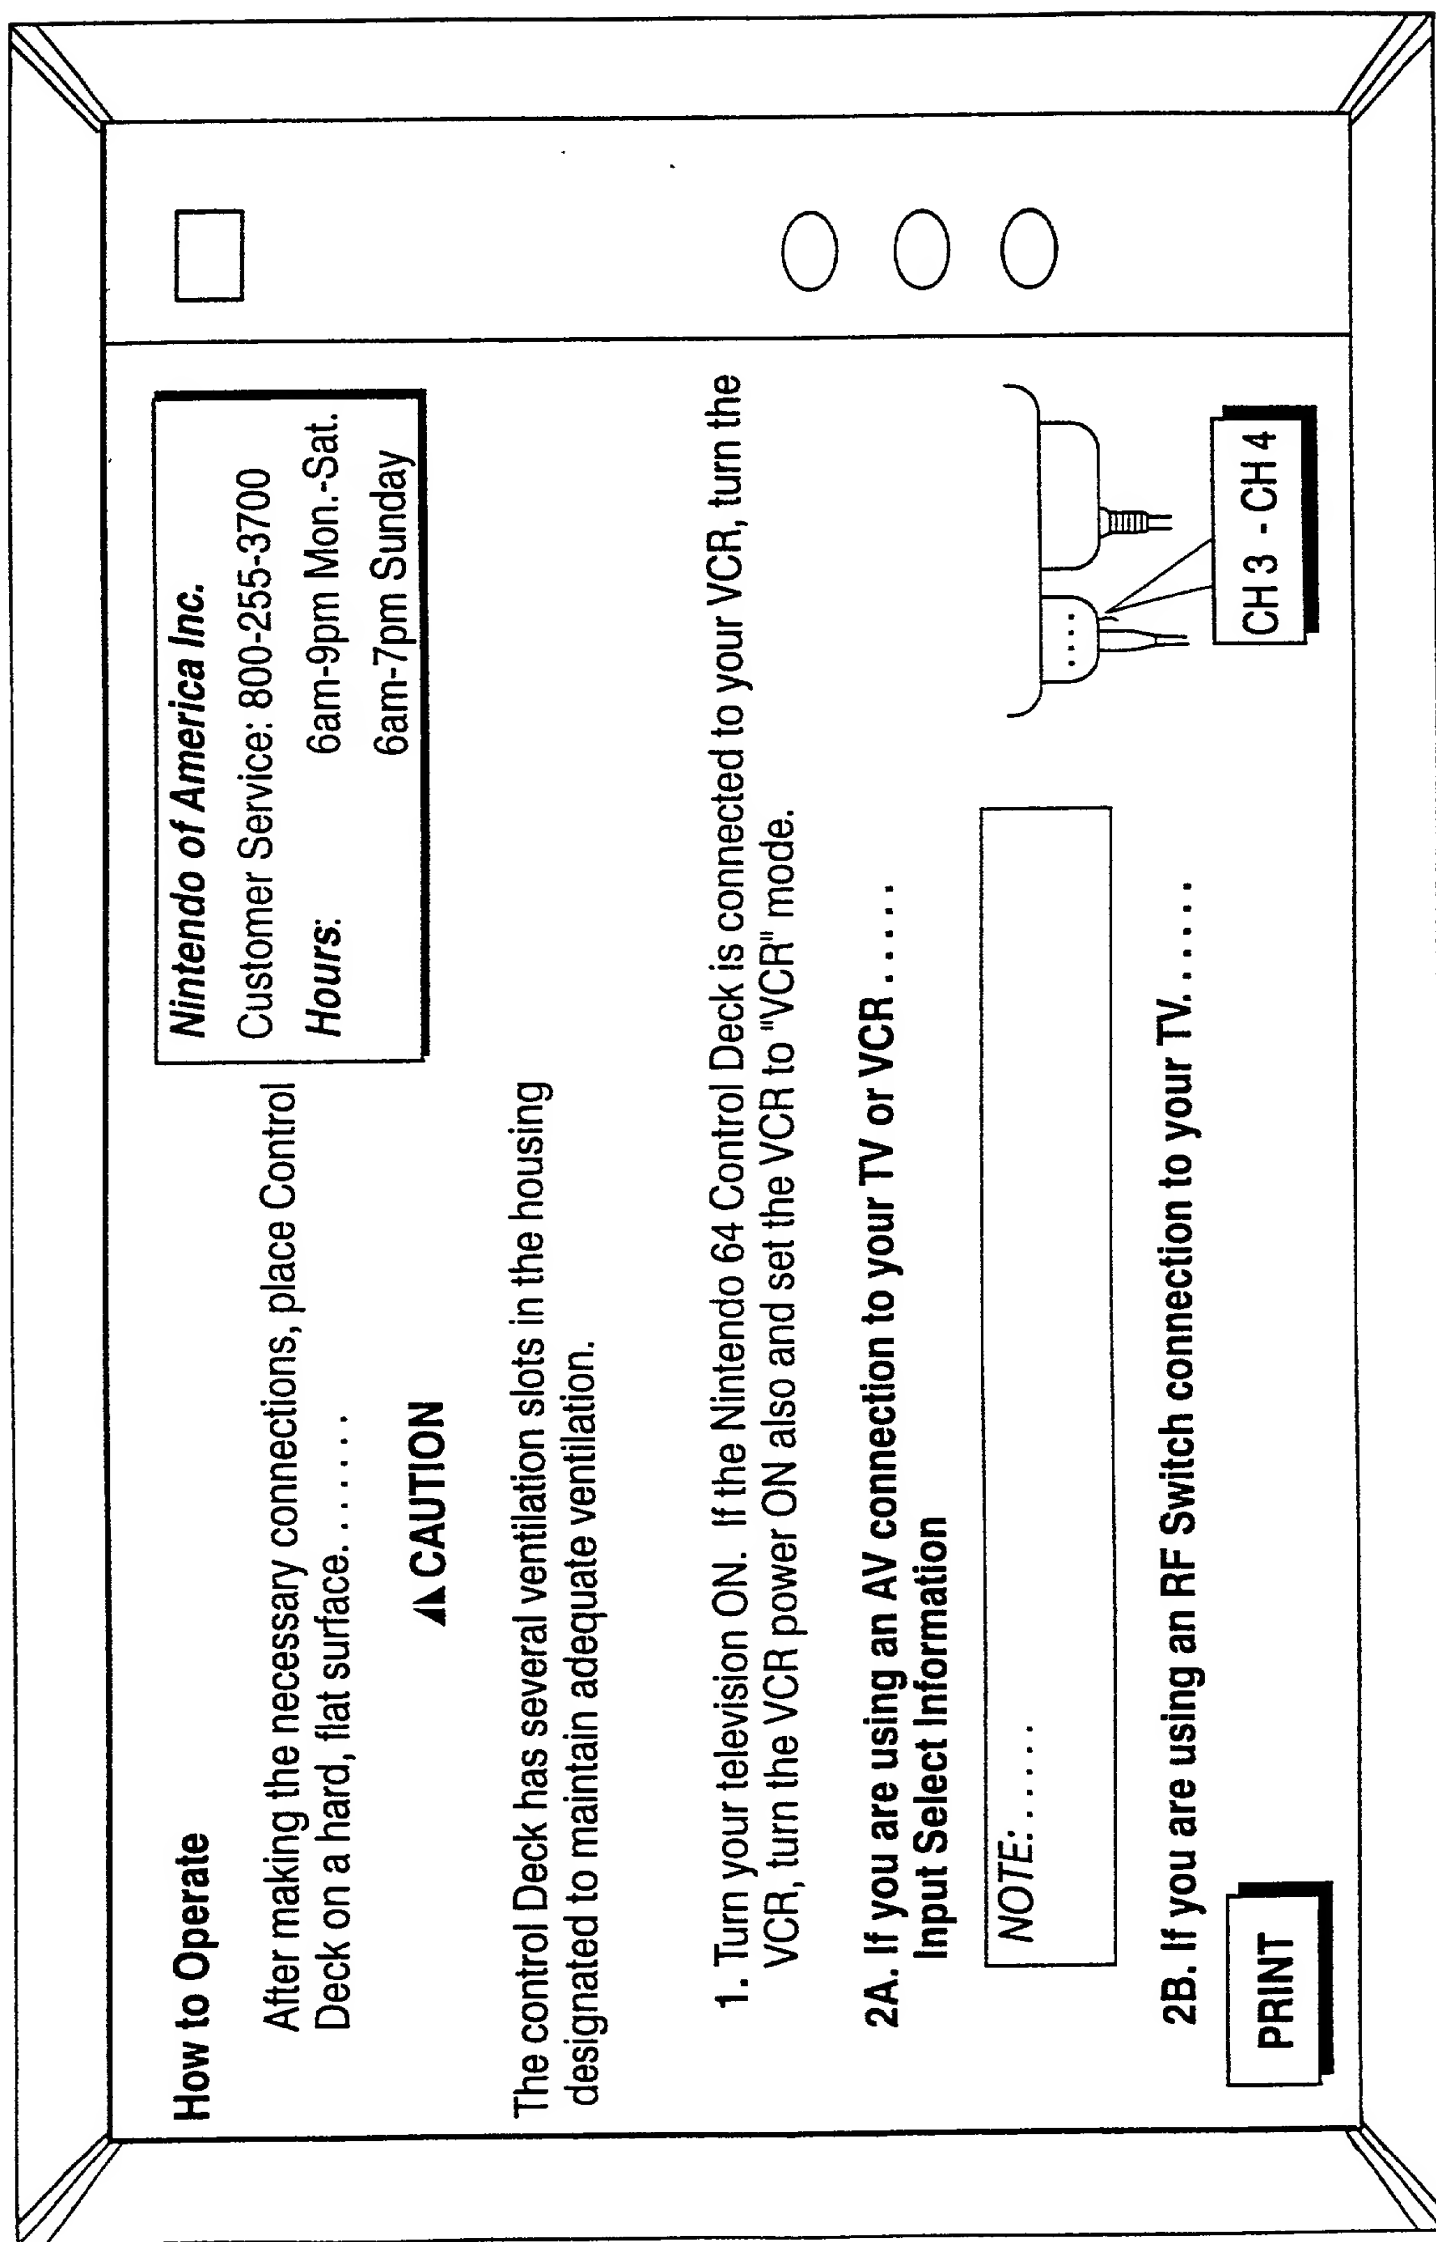 How to Operate
After making the necessary connections, place Control
Deck on a hard, flat surface. . . . . .
Nintendo of America Inc.
Customer Service: 800-255-3700
Hours: 6am-9pm Mon.-Sat.
6am-7pm Sunday
CAUTION
The control Deck has several ventilation slots in the housing
designated to maintain adequate ventilation.
1. Turn your television ON. If the Nintendo 64 Control Deck is connected to your VCR, turn the
VCR, turn the VCR power ON also and set the VCR to "VCR" mode.
2A. If you are using an AV connection to your TV or VCR . . . . .
Input Select Information
NOTE: . . . . .
2B. If you are using an RF Switch connection to your TV. . . . . .
CH 3 - CH 4
PRINT